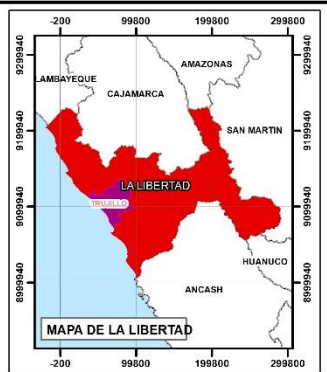 -200 99800 199800 299800
9299940
9299940
AMAZONAS
LAMBAYEQUE
CAJAMARCA
9199940
9199940
SAN MARTIN
LA LIBERTAD
TRUJILLO
9099940
9099940
HUANUCO
8999940
8999940
ANCASH
MAPA DE LA LIBERTAD
-200 99800 199800 299800